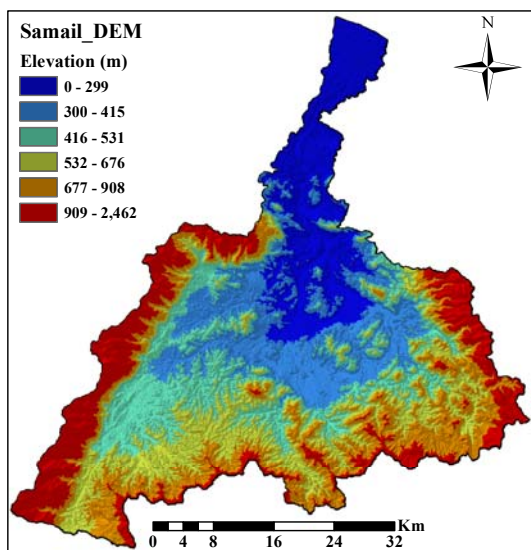 Samail_DEM
N
Elevation (m)
0 - 299
300 - 415
416 - 531
532 - 676
677 - 908
909 - 2,462
Km
0 2 4 8 16 24 32